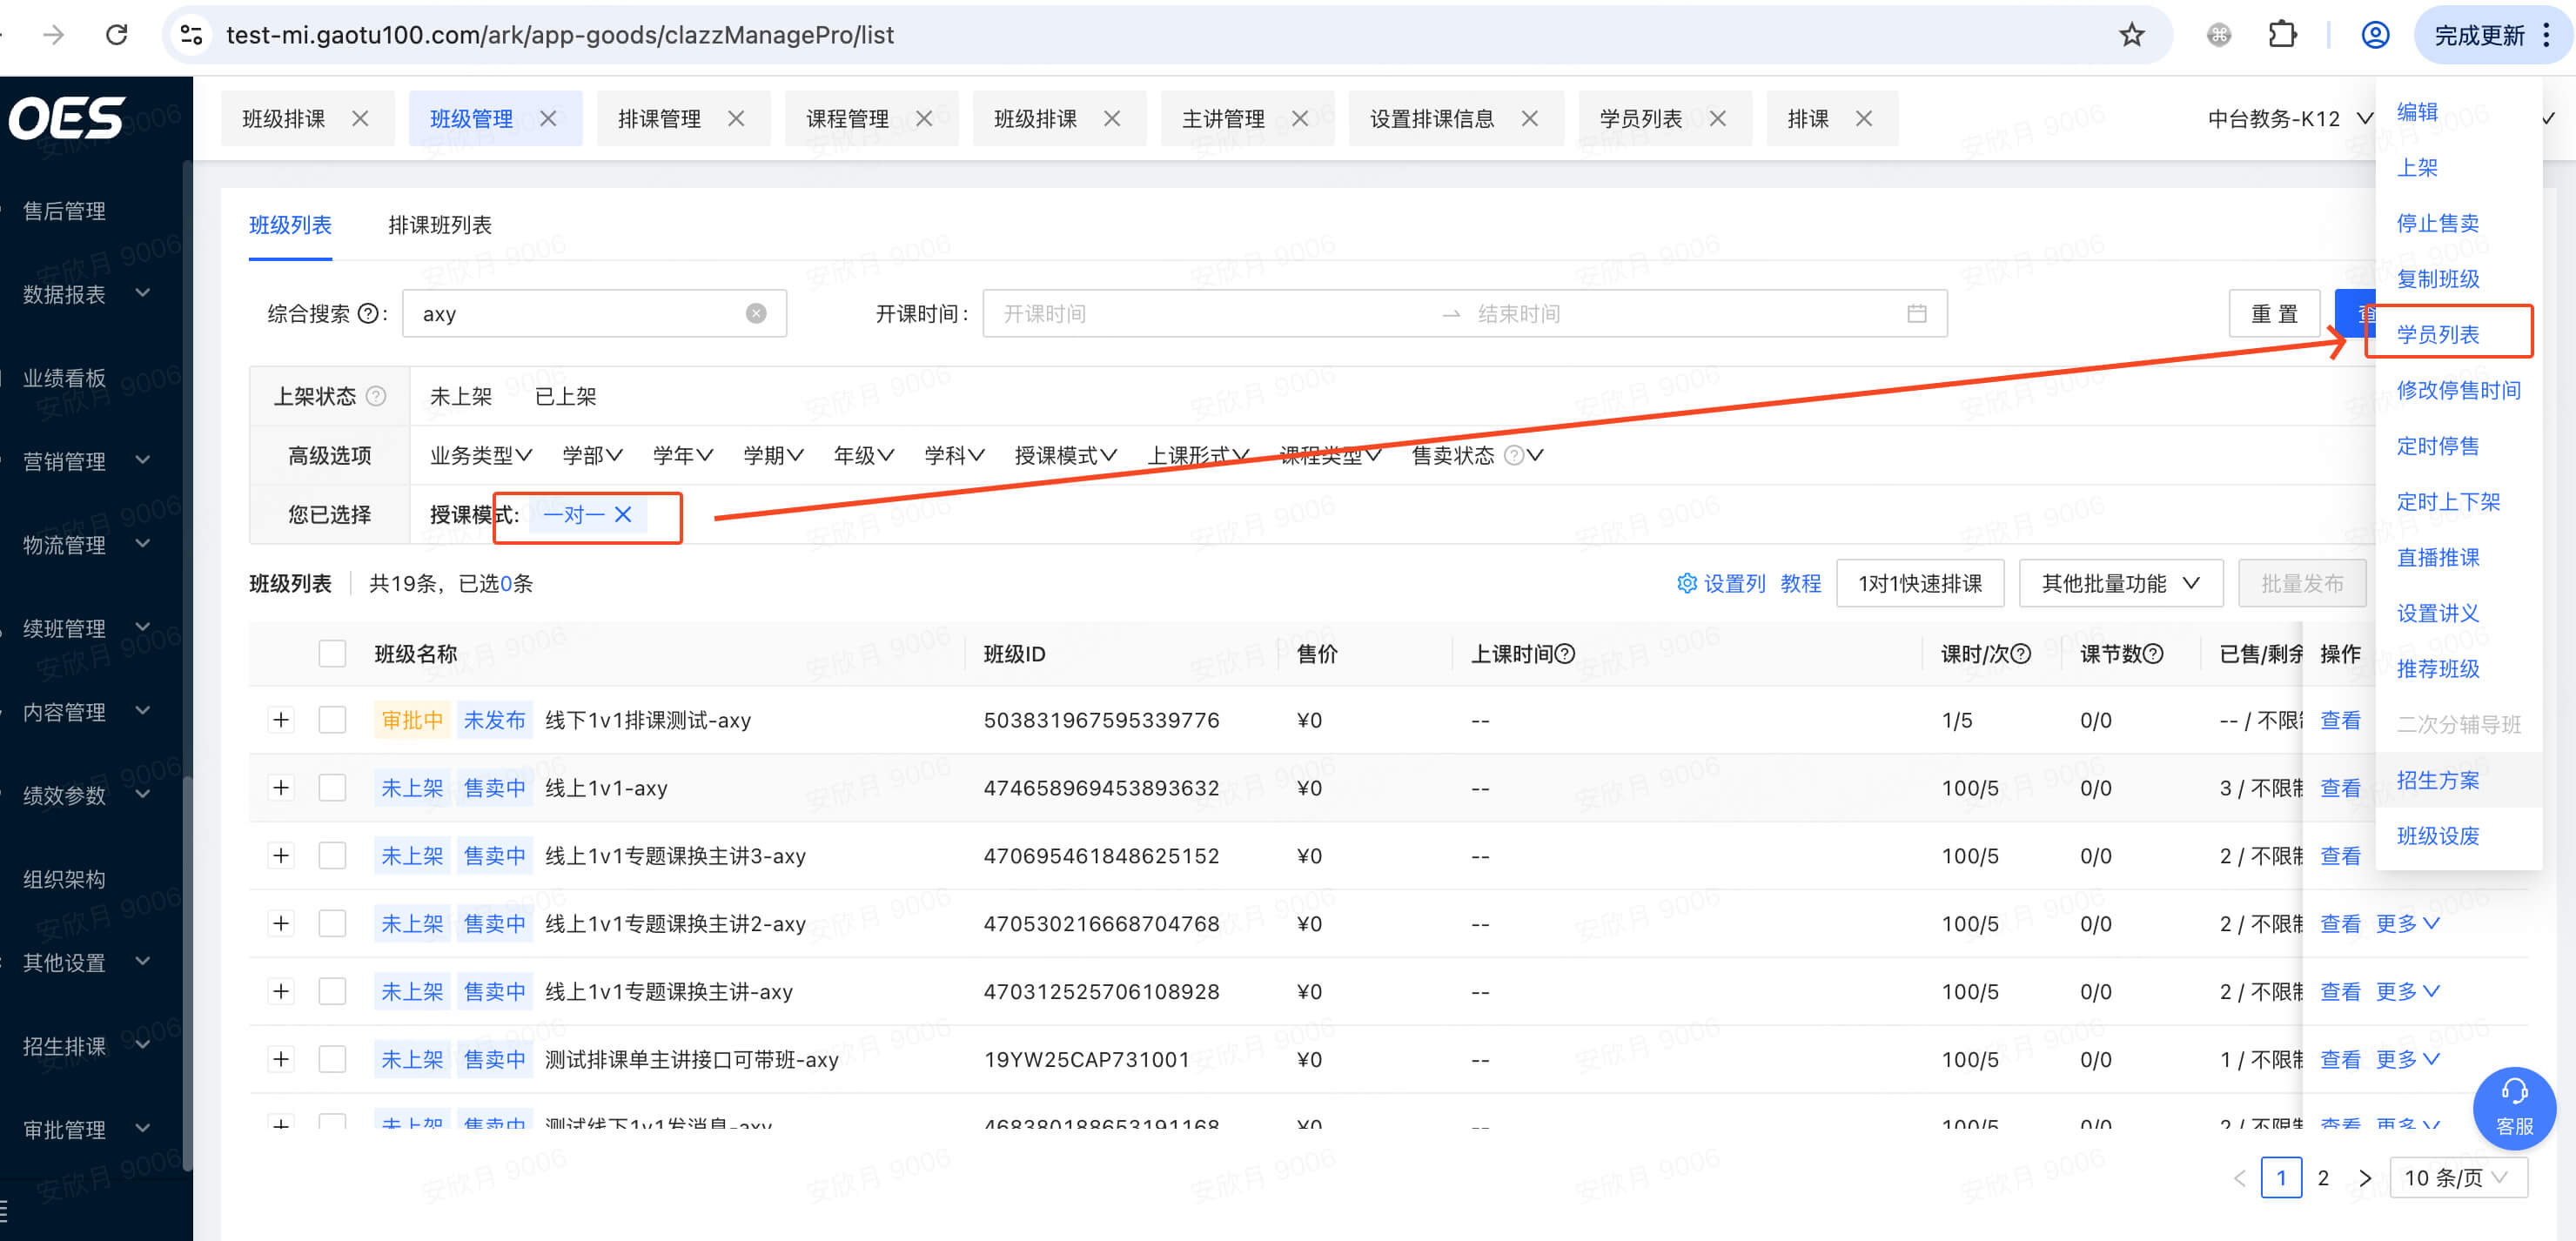 test-mi.gaotu100.com/ark/app-goods/clazzManagePro/list
完成更新
OES
班级排课
班级管理
排课管理
课程管理
班级排课
主讲管理
设置排课信息
学员列表
排课
中台教务-K12
售后管理
数据报表
业绩看板
营销管理
物流管理
续班管理
内容管理
绩效参数
组织架构
其他设置
招生排课
审批管理
班级列表 排课班列表
综合搜索 ?: axy 开课时间: 开课时间 → 结束时间 重 置 查
上架状态 ? 未上架 已上架
高级选项 业务类型 学部 学年 学期 年级 学科 授课模式 上课形式 课程类型 售卖状态 ?
您已选择 授课模式: 一对一
班级列表 共19条，已选0条 设置列 教程 1对1快速排课 其他批量功能 批量发布
班级名称 班级ID 售价 上课时间? 课时/次? 课节数? 已售/剩余 操作
审批中 未发布 线下1v1排课测试-axy 503831967595339776 ¥0 -- 1/5 0/0 -- / 不限制 查看
未上架 售卖中 线上1v1-axy 474658969453893632 ¥0 -- 100/5 0/0 3 / 不限制 查看
未上架 售卖中 线上1v1专题课换主讲3-axy 470695461848625152 ¥0 -- 100/5 0/0 2 / 不限制 查看
未上架 售卖中 线上1v1专题课换主讲2-axy 470530216668704768 ¥0 -- 100/5 0/0 2 / 不限制 查看 更多
未上架 售卖中 线上1v1专题课换主讲-axy 470312525706108928 ¥0 -- 100/5 0/0 2 / 不限制 查看 更多
未上架 售卖中 测试排课单主讲接口可带班-axy 19YW25CAP731001 ¥0 -- 100/5 0/0 1 / 不限制 查看 更多
未上架 售卖中 测试线下1v1发消息-axy 468380188653191168 ¥0 -- 100/5 0/0 2 / 不限制 查看 更多
1 2 10 条/页
编辑
上架
停止售卖
复制班级
学员列表
修改停售时间
定时停售
定时上下架
直播推课
设置讲义
推荐班级
二次分辅导班
招生方案
班级设废
客服
安欣月 9006